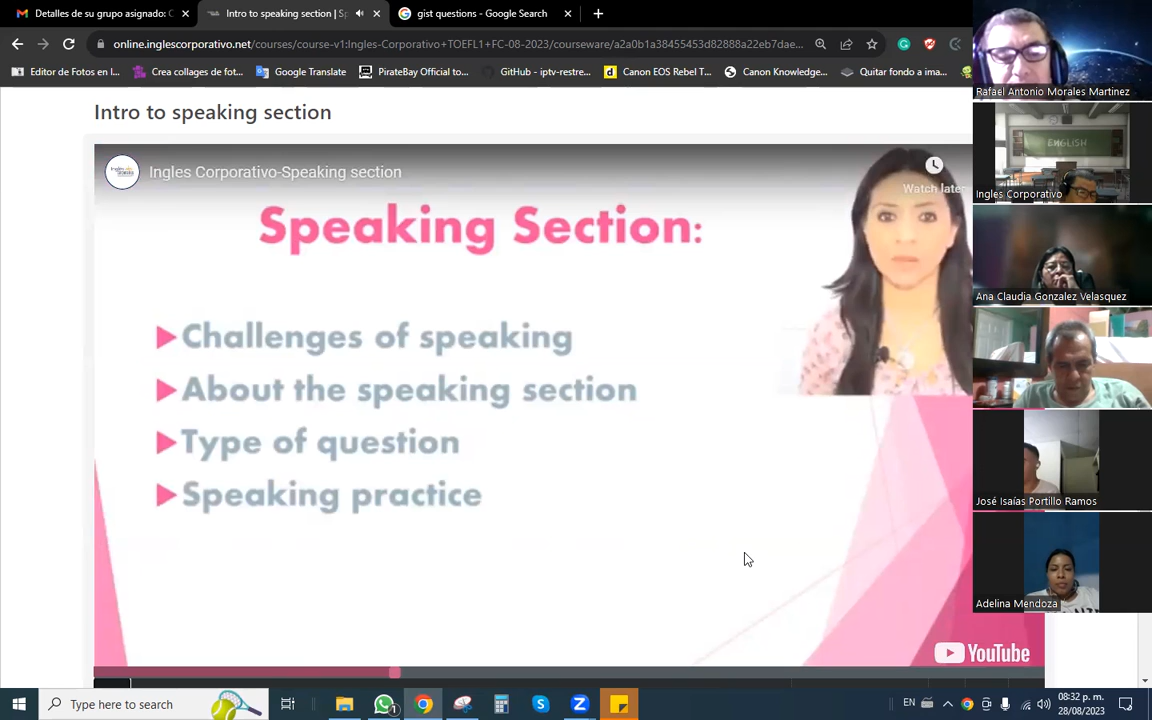 Detalles de su grupo asignado: C
Intro to speaking section | Sp
gist questions - Google Search
online.inglescorporativo.net/courses/course-v1:Ingles-Corporativo+TOEFL1+FC-08-2023/courseware/a2a0b1a38455453d82888a22eb7dae...
Editor de Fotos en l...
Crea collages de fot...
Google Translate
PirateBay Official to...
GitHub - iptv-restre...
Canon EOS Rebel T...
Canon Knowledge...
Quitar fondo a ima...
Intro to speaking section
Ingles Corporativo-Speaking section
Watch later
Speaking Section:
Challenges of speaking
About the speaking section
Type of question
Speaking practice
YouTube
Rafael Antonio Morales Martinez
ENGLISH
Ingles Corporativo
Ana Claudia Gonzalez Velasquez
José Isaías Portillo Ramos
Adelina Mendoza
Type here to search
1
EN
08:32 p. m.
28/08/2023